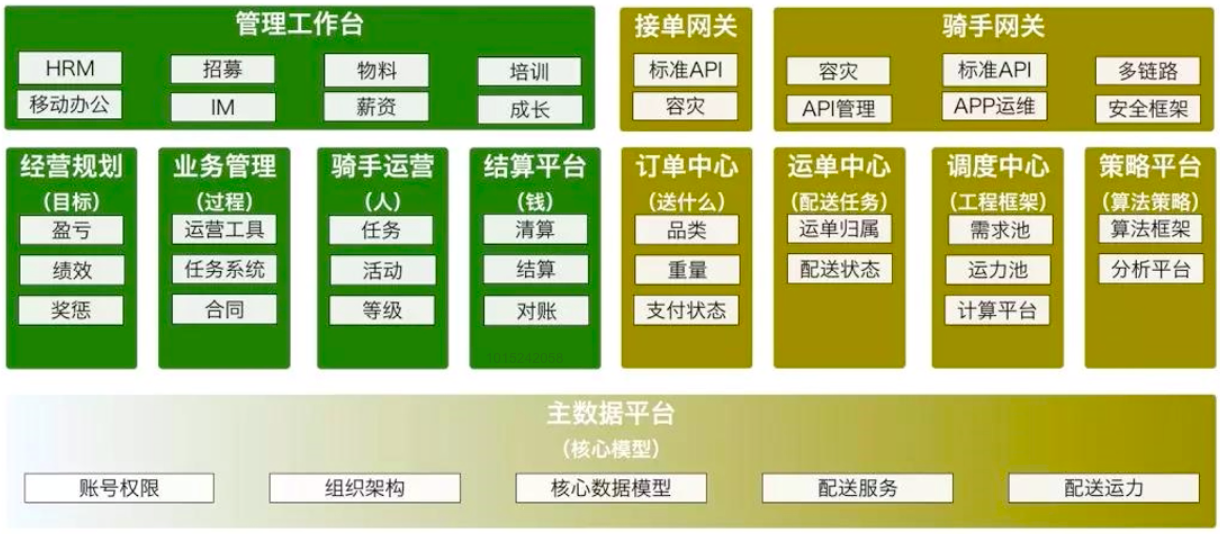 管理工作台
HRM 招募 物料 培训
移动办公 IM 薪资 成长
接单网关
标准API
容灾
骑手网关
容灾 标准API 多链路
API管理 APP运维 安全框架
经营规划
(目标)
盈亏
绩效
奖惩
业务管理
(过程)
运营工具
任务系统
合同
骑手运营
(人)
任务
活动
等级
结算平台
(钱)
清算
结算
对账
订单中心
(送什么)
品类
重量
支付状态
运单中心
(配送任务)
运单归属
配送状态
调度中心
(工程框架)
需求池
运力池
计算平台
策略平台
(算法策略)
算法框架
分析平台
主数据平台
(核心模型)
账号权限 组织架构 核心数据模型 配送服务 配送运力